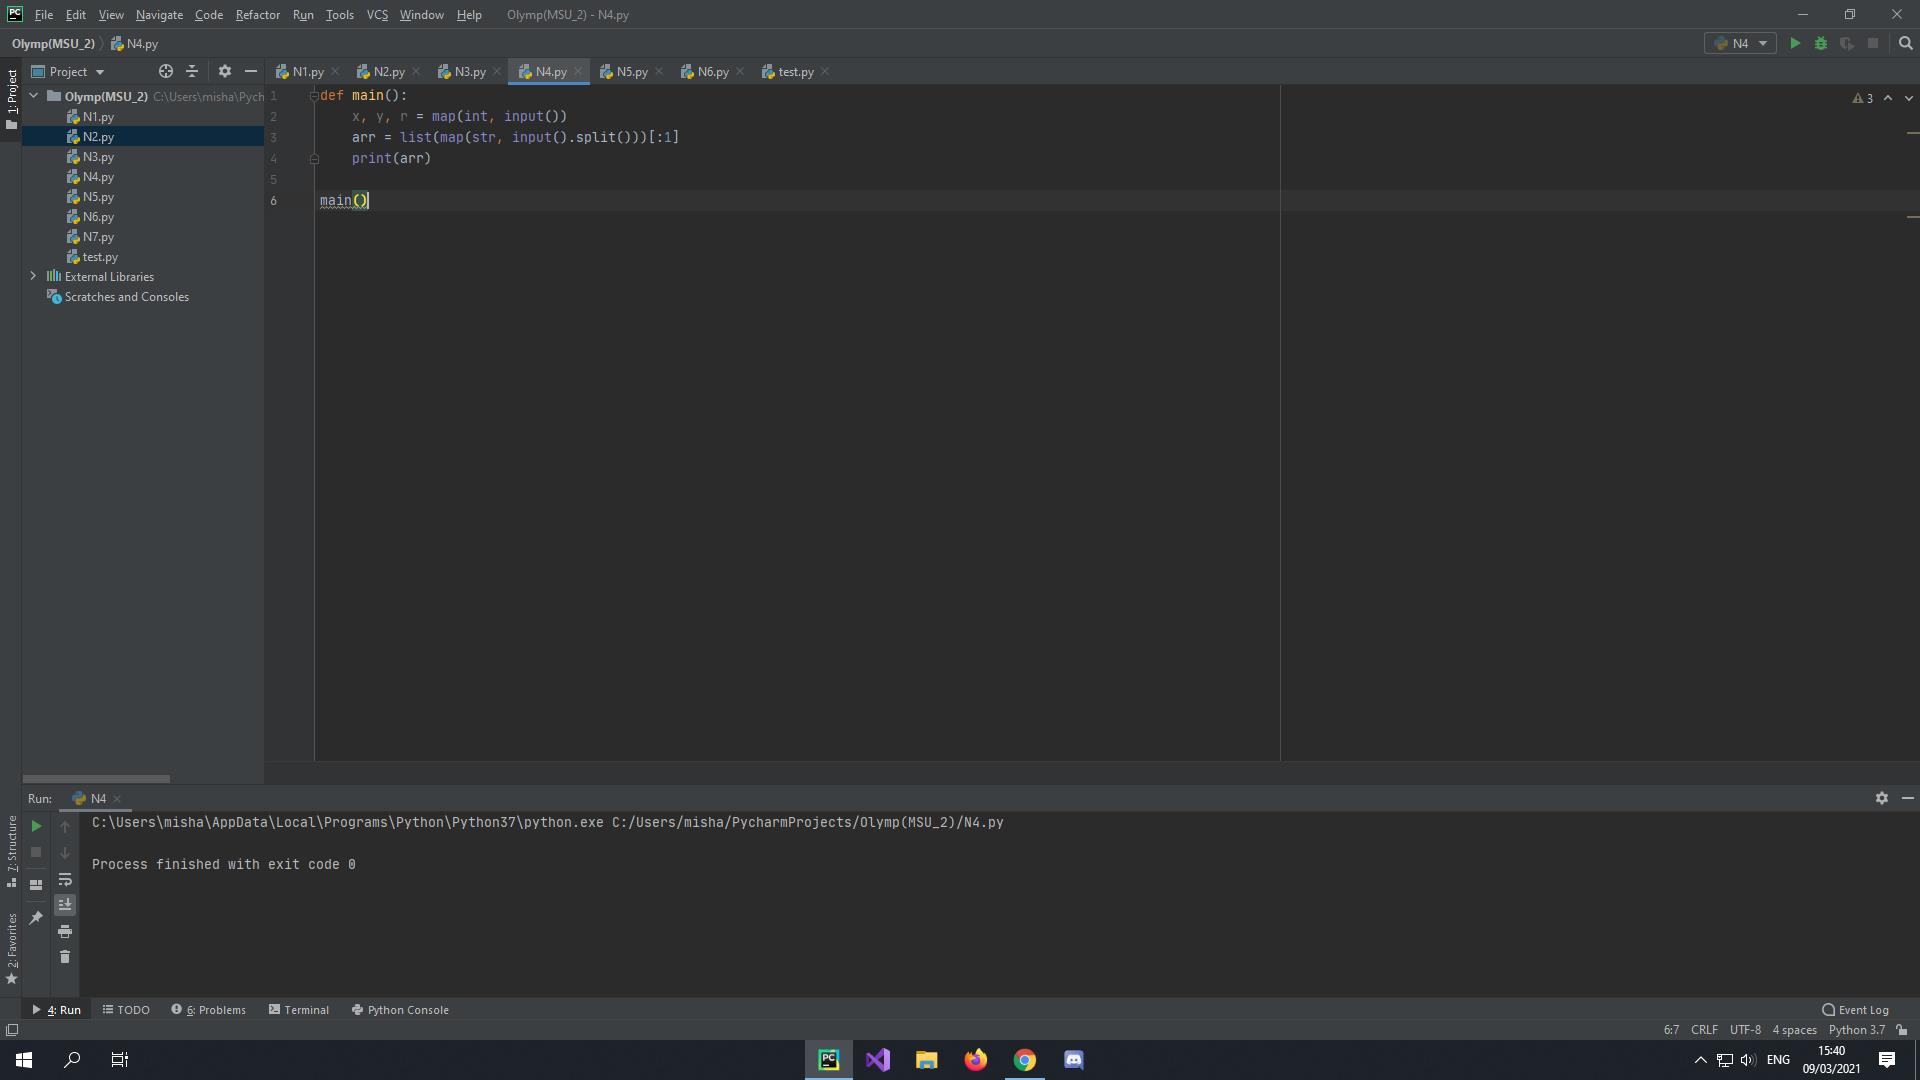 PC File Edit View Navigate Code Refactor Run Tools VCS Window Help Olymp(MSU_2) - N4.py
Olymp(MSU_2) N4.py N4
1: Project
Project
N1.py N2.py N3.py N4.py N5.py N6.py test.py
Olymp(MSU_2) C:\Users\misha\Pych
N1.py
N2.py
N3.py
N4.py
N5.py
N6.py
N7.py
test.py
External Libraries
Scratches and Consoles
3
1 def main():
2 x, y, r = map(int, input())
3 arr = list(map(str, input().split()))[:1]
4 print(arr)
5
6 main()
Run: N4
C:\Users\misha\AppData\Local\Programs\Python\Python37\python.exe C:/Users/misha/PycharmProjects/Olymp(MSU_2)/N4.py
Process finished with exit code 0
7: Structure
2: Favorites
4: Run TODO 6: Problems Terminal Python Console Event Log
6:7 CRLF UTF-8 4 spaces Python 3.7
PC ENG 15:40
09/03/2021